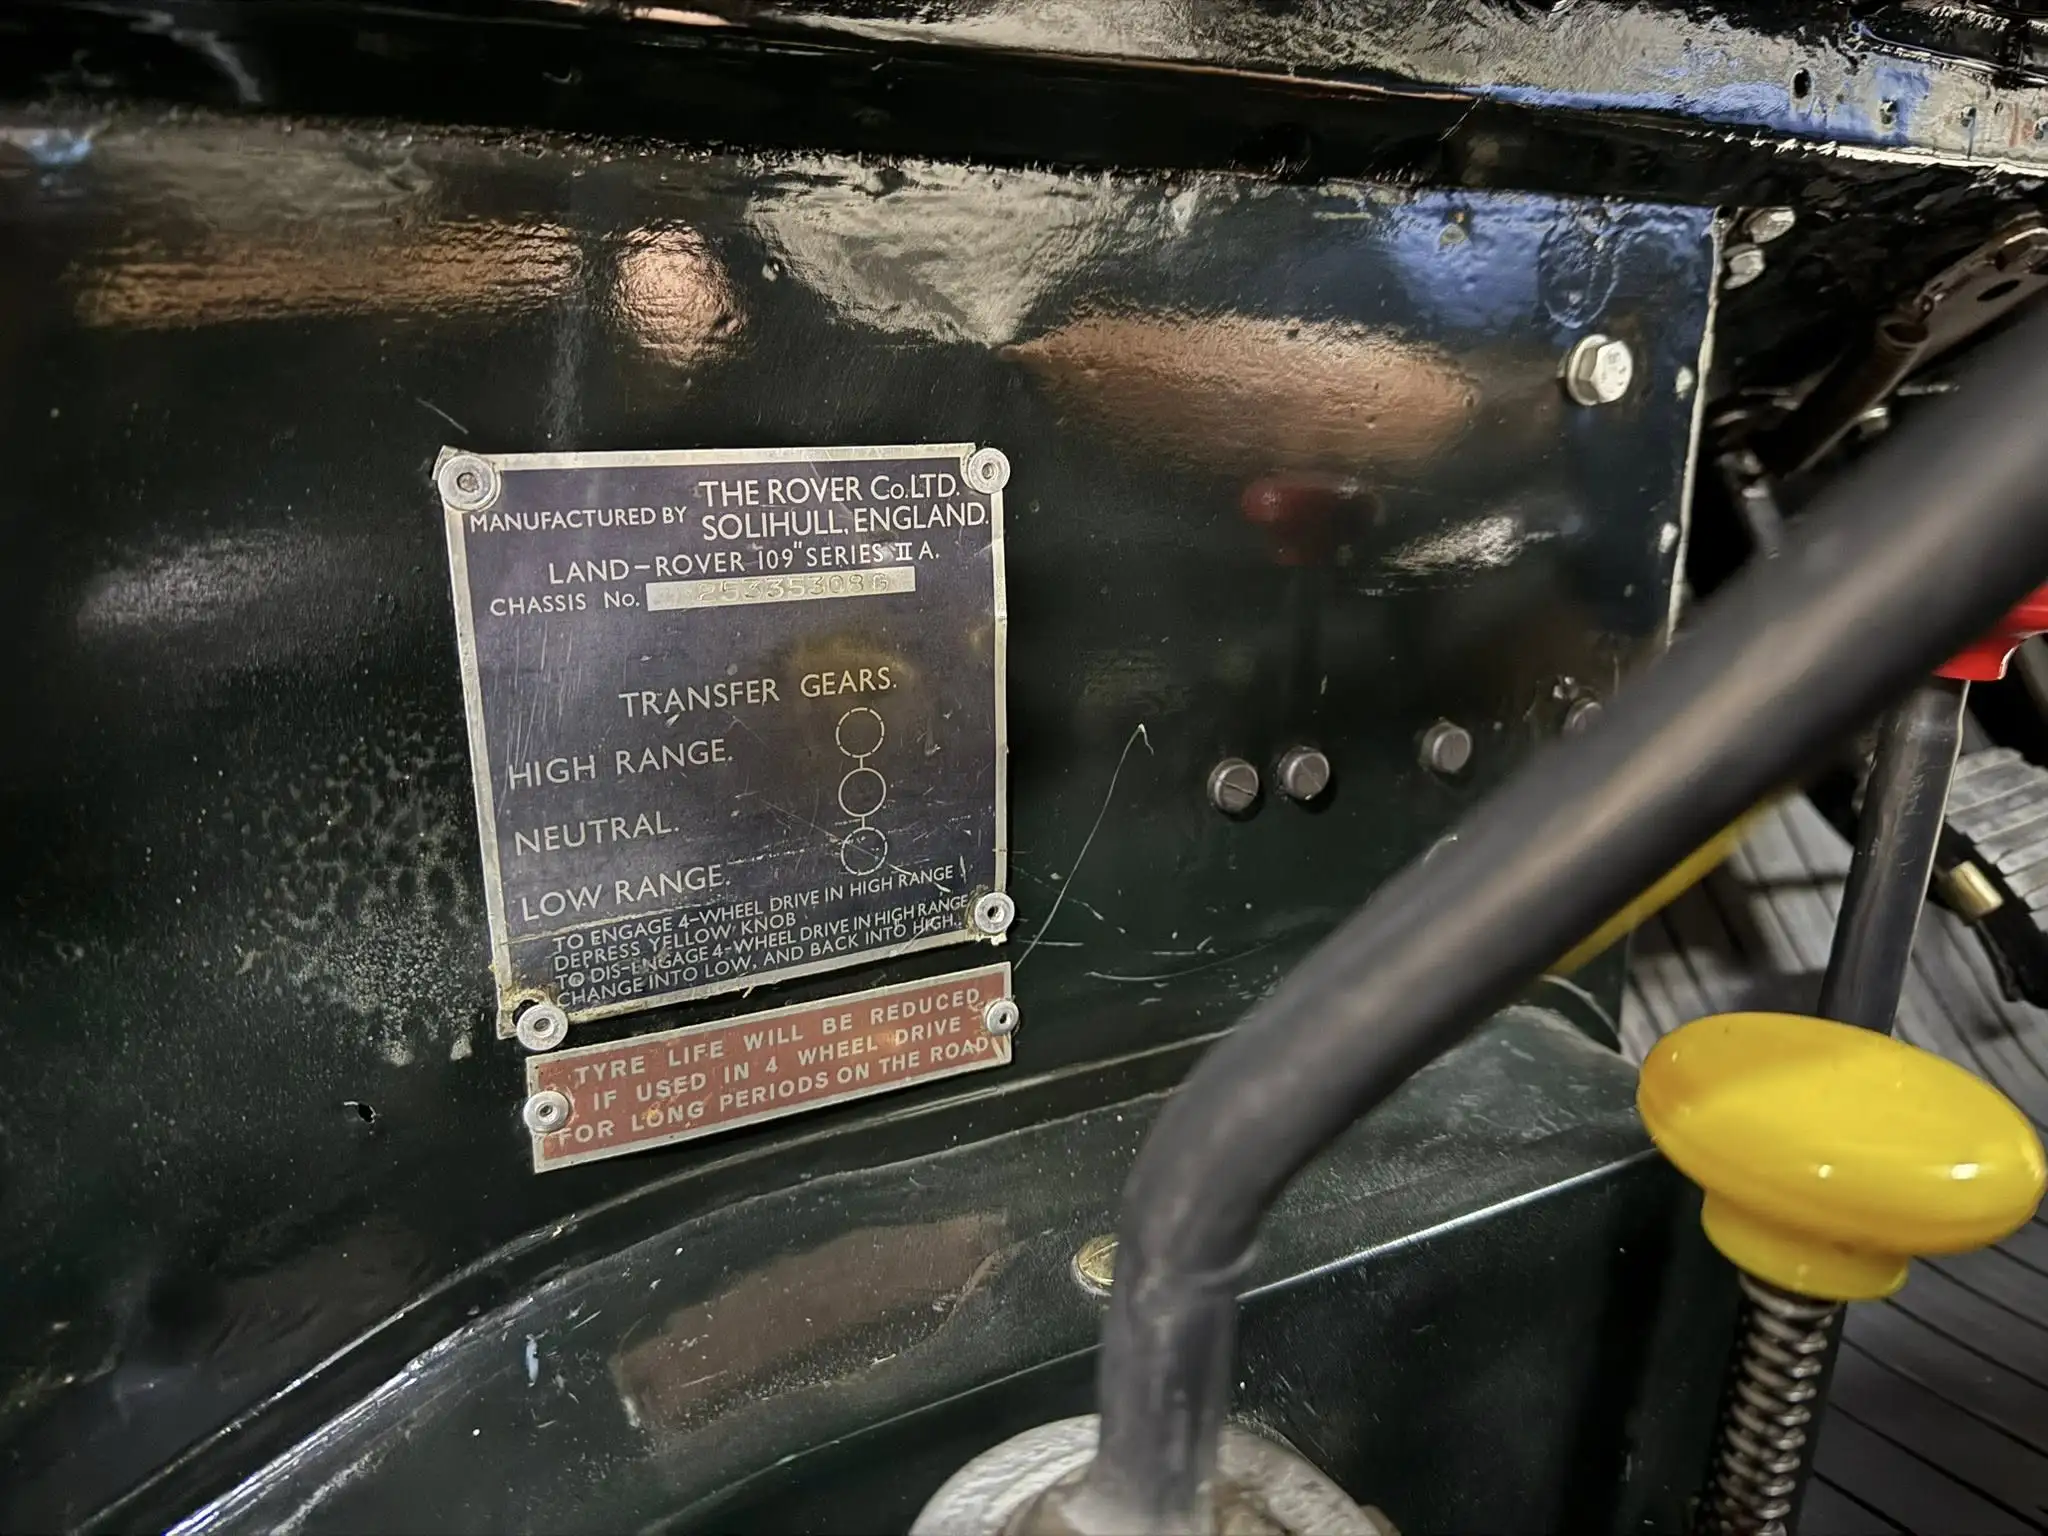 MANUFACTURED BY THE ROVER Co.LTD.
SOLIHULL, ENGLAND.
LAND-ROVER 109" SERIES II A.
CHASSIS No. 25335308G
TRANSFER GEARS.
HIGH RANGE.
NEUTRAL.
LOW RANGE.
TO ENGAGE 4-WHEEL DRIVE IN HIGH RANGE
DEPRESS YELLOW KNOB
TO DIS-ENGAGE 4-WHEEL DRIVE IN HIGH RANGE
CHANGE INTO LOW, AND BACK INTO HIGH.
TYRE LIFE WILL BE REDUCED
IF USED IN 4 WHEEL DRIVE
FOR LONG PERIODS ON THE ROAD